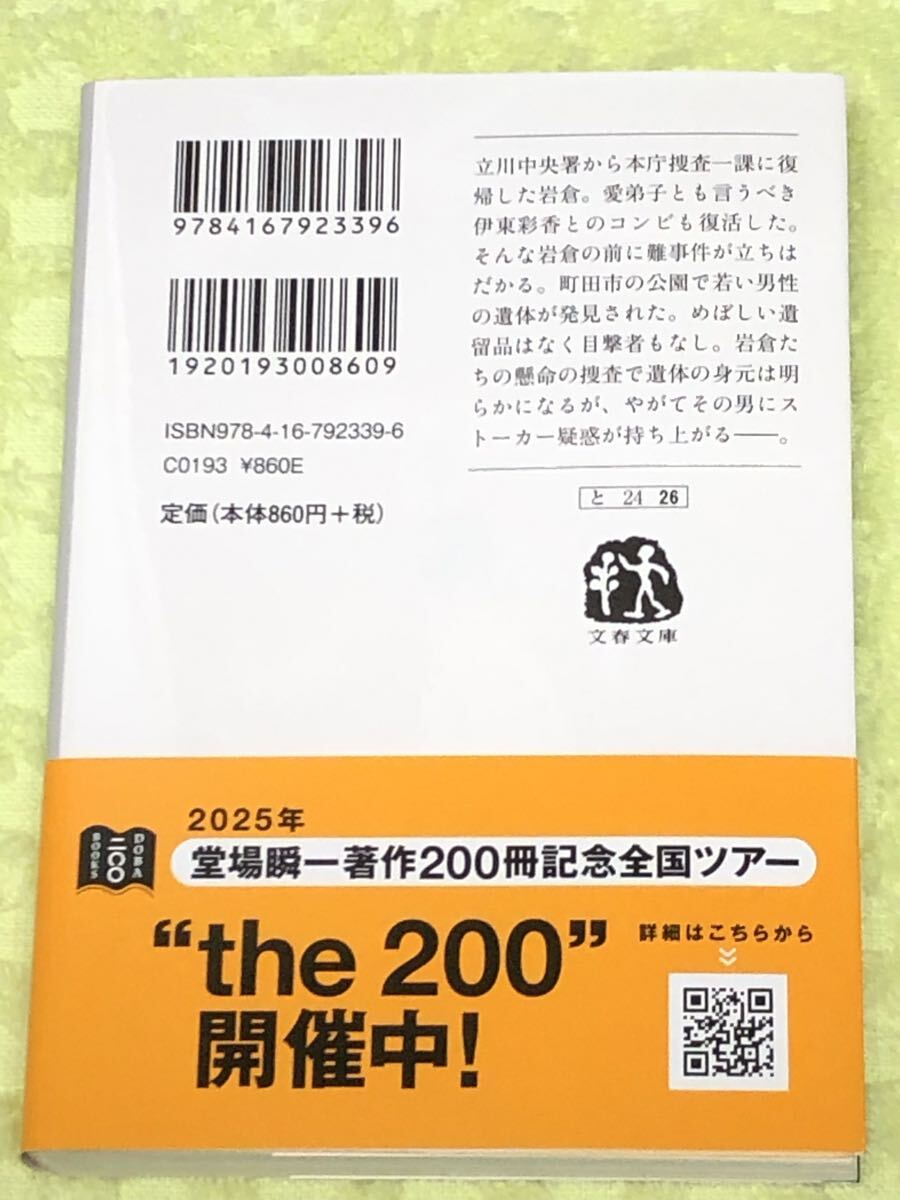 9784167923396
1920193008609
ISBN978-4-16-792339-6
C0193 ¥860E
定価(本体860円+税)
立川中央署から本庁捜査一課に復
帰した岩倉。愛弟子とも言うべき
伊東彩香とのコンビも復活した。
そんな岩倉の前に難事件が立ちは
だかる。町田市の公園で若い男性
の遺体が発見された。めぼしい遺
留品はなく目撃者もなし。岩倉た
ちの懸命の捜査で遺体の身元は明
らかになるが、やがてその男にス
トーカー疑惑が持ち上がる――。
と 24 26
文春文庫
DOBA
二〇〇
BOOKS
2025年
堂場瞬一著作200冊記念全国ツアー
“the 200”
開催中!
詳細はこちらから